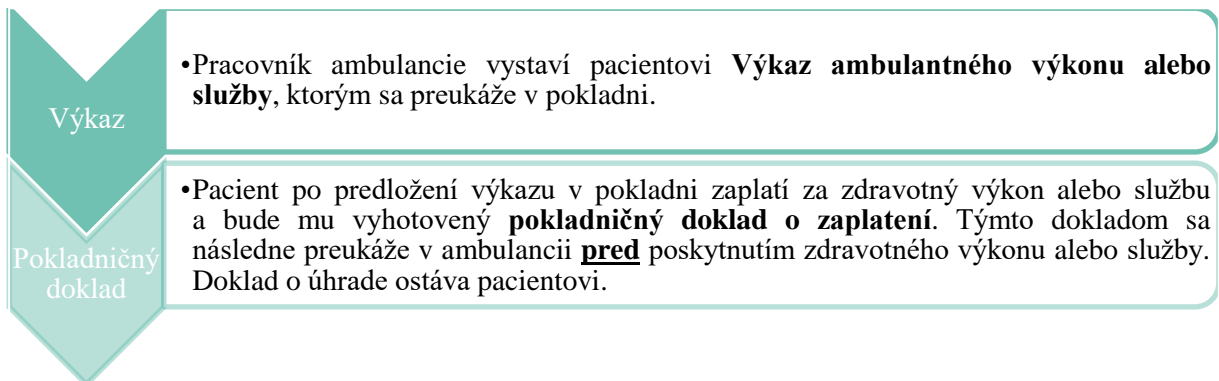 Výkaz
•Pracovník ambulancie vystaví pacientovi Výkaz ambulantného výkonu alebo
služby, ktorým sa preukáže v pokladni.
Pokladničný
doklad
•Pacient po predložení výkazu v pokladni zaplatí za zdravotný výkon alebo službu
a bude mu vyhotovený pokladničný doklad o zaplatení. Týmto dokladom sa
následne preukáže v ambulancii pred poskytnutím zdravotného výkonu alebo služby.
Doklad o úhrade ostáva pacientovi.